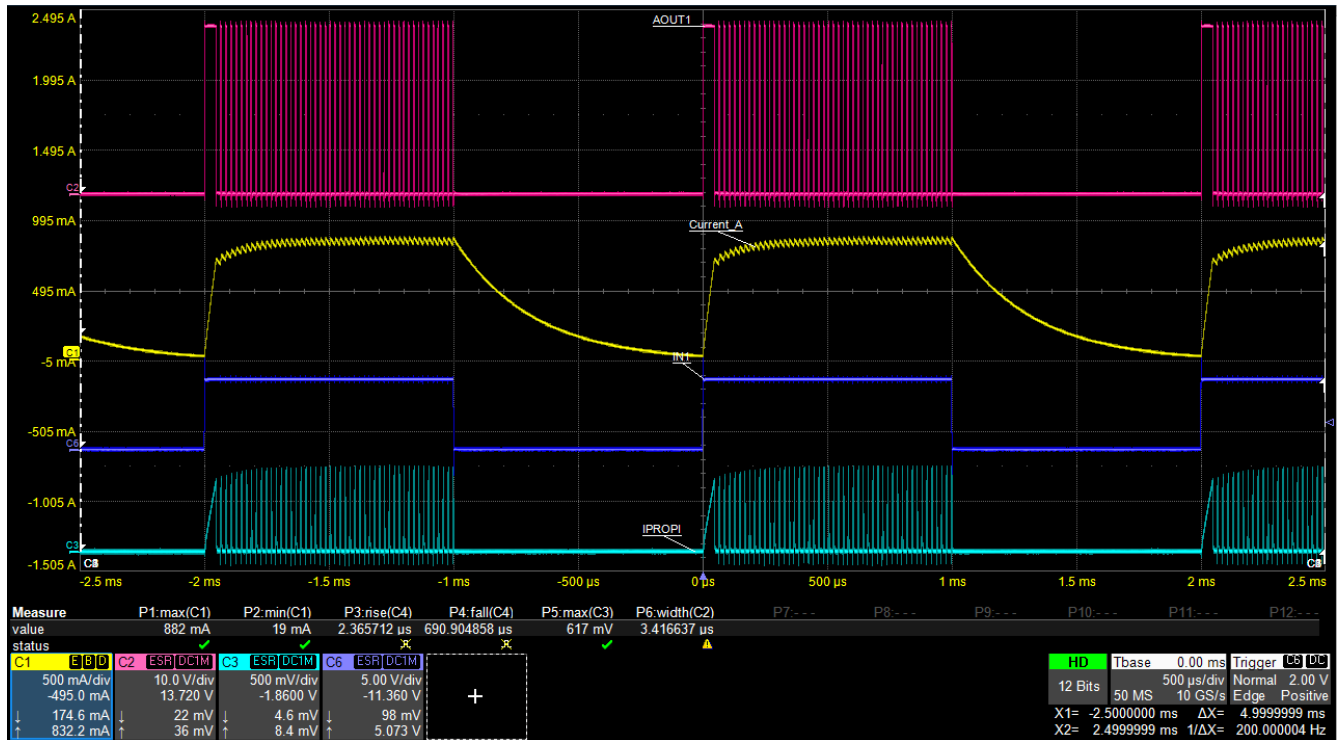 2.495 A
AOUT1
1.995 A
1.495 A
C2
995 mA
Current_A
495 mA
C1
-5 mA
IN1
-505 mA
C6
-1.005 A
IPROPI
C3
-1.505 A
-2.5 ms -2 ms -1.5 ms -1 ms -500 µs 0 µs 500 µs 1 ms 1.5 ms 2 ms 2.5 ms
Measure P1:max(C1) P2:min(C1) P3:rise(C4) P4:fall(C4) P5:max(C3) P6:width(C2) P7:- - - P8:- - - P9:- - - P10:- - - P11:- - - P12:- - -
value 882 mA 19 mA 2.365712 µs 690.904858 µs 617 mV 3.416637 µs
status
C1 E B D C2 ESR DC1M C3 ESR DC1M C6 ESR DC1M
500 mA/div 10.0 V/div 500 mV/div 5.00 V/div
-495.0 mA 13.720 V -1.8600 V -11.360 V
↓ 174.6 mA ↓ 22 mV ↓ 4.6 mV ↓ 98 mV
↑ 832.2 mA ↑ 36 mV ↑ 8.4 mV ↑ 5.073 V
+
HD Tbase 0.00 ms Trigger C6 DC
12 Bits 500 µs/div Normal 2.00 V
50 MS 10 GS/s Edge Positive
X1= -2.5000000 ms ΔX= 4.9999999 ms
X2= 2.4999999 ms 1/ΔX= 200.000004 Hz